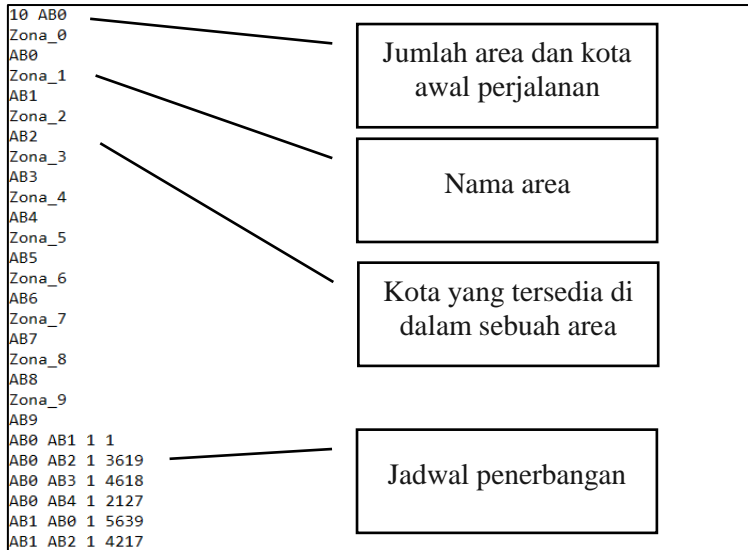 10 AB0
Zona_0
AB0
Zona_1
AB1
Zona_2
AB2
Zona_3
AB3
Zona_4
AB4
Zona_5
AB5
Zona_6
AB6
Zona_7
AB7
Zona_8
AB8
Zona_9
AB9
AB0 AB1 1 1
AB0 AB2 1 3619
AB0 AB3 1 4618
AB0 AB4 1 2127
AB1 AB0 1 5639
AB1 AB2 1 4217
Jumlah area dan kota
awal perjalanan
Nama area
Kota yang tersedia di
dalam sebuah area
Jadwal penerbangan